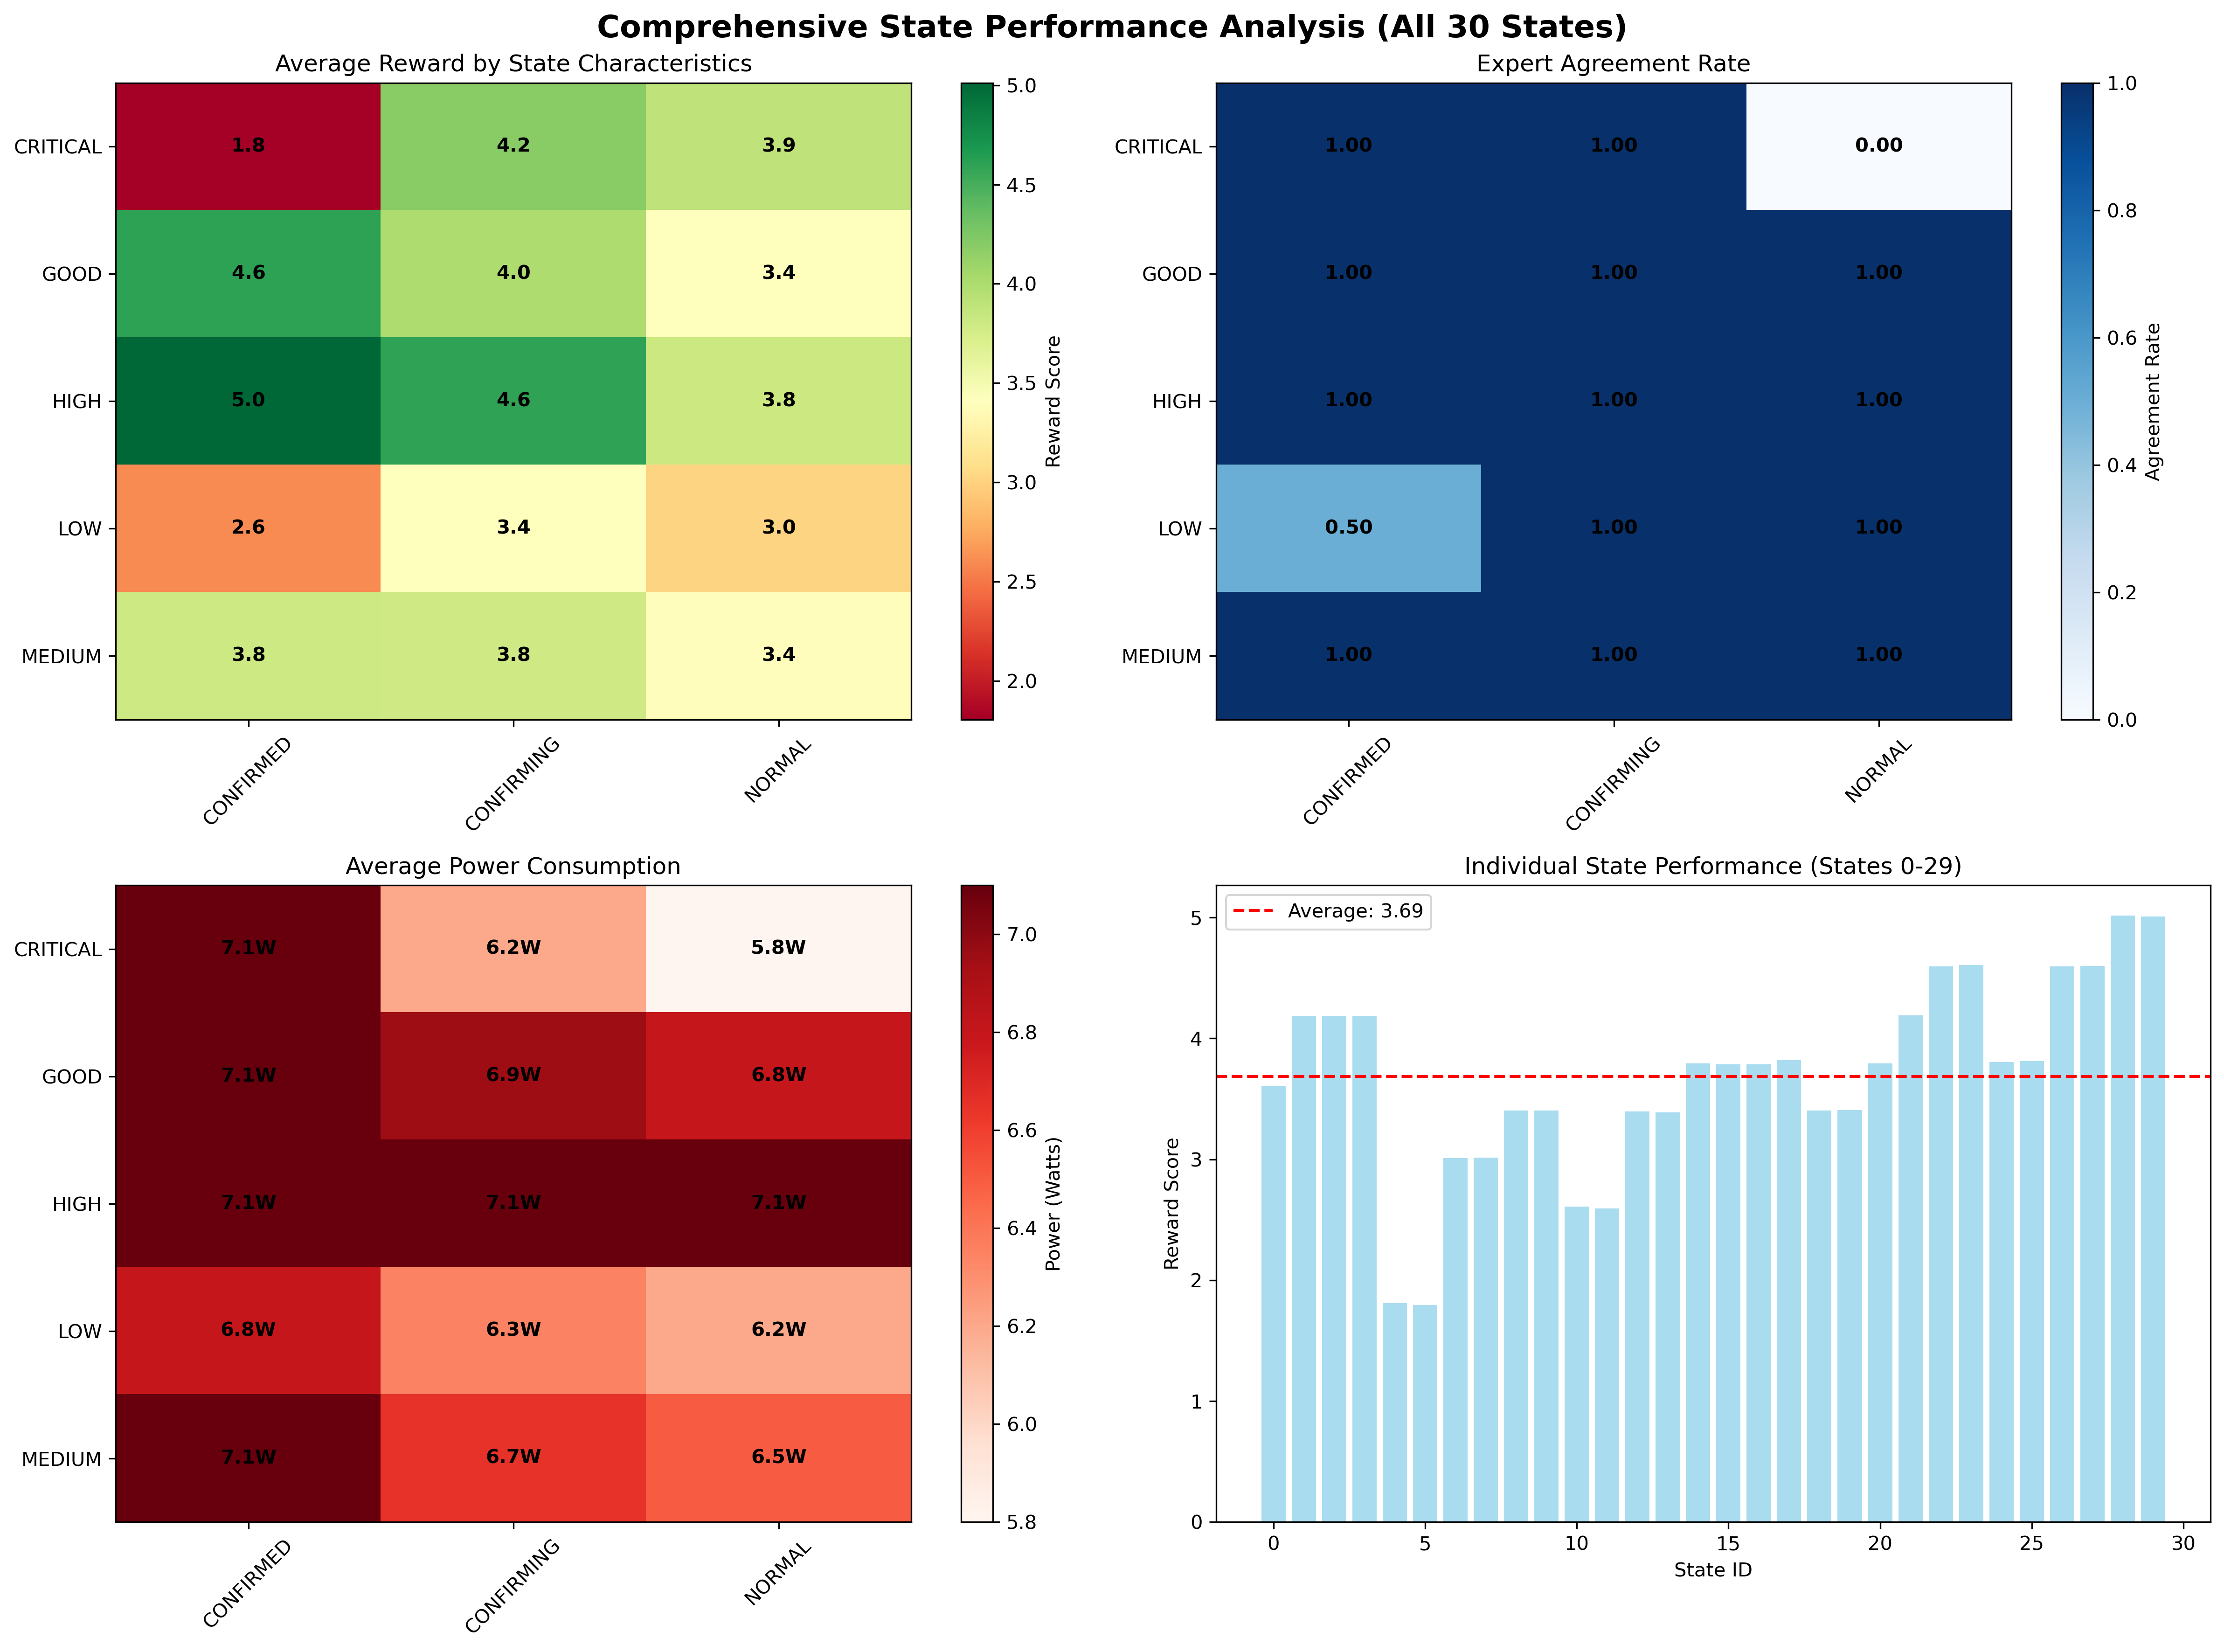 Comprehensive State Performance Analysis (All 30 States)
Average Reward by State Characteristics
CRITICAL 1.8 4.2 3.9
GOOD 4.6 4.0 3.4
HIGH 5.0 4.6 3.8
LOW 2.6 3.4 3.0
MEDIUM 3.8 3.8 3.4
CONFIRMED CONFIRMING NORMAL
5.0
4.5
4.0
3.5
3.0
2.5
2.0
Reward Score
Expert Agreement Rate
CRITICAL 1.00 1.00 0.00
GOOD 1.00 1.00 1.00
HIGH 1.00 1.00 1.00
LOW 0.50 1.00 1.00
MEDIUM 1.00 1.00 1.00
CONFIRMED CONFIRMING NORMAL
1.0
0.8
0.6
0.4
0.2
0.0
Agreement Rate
Average Power Consumption
CRITICAL 7.1W 6.2W 5.8W
GOOD 7.1W 6.9W 6.8W
HIGH 7.1W 7.1W 7.1W
LOW 6.8W 6.3W 6.2W
MEDIUM 7.1W 6.7W 6.5W
CONFIRMED CONFIRMING NORMAL
7.0
6.8
6.6
6.4
6.2
6.0
5.8
Power (Watts)
Individual State Performance (States 0-29)
Average: 3.69
5
4
3
2
1
0
Reward Score
0 5 10 15 20 25 30
State ID